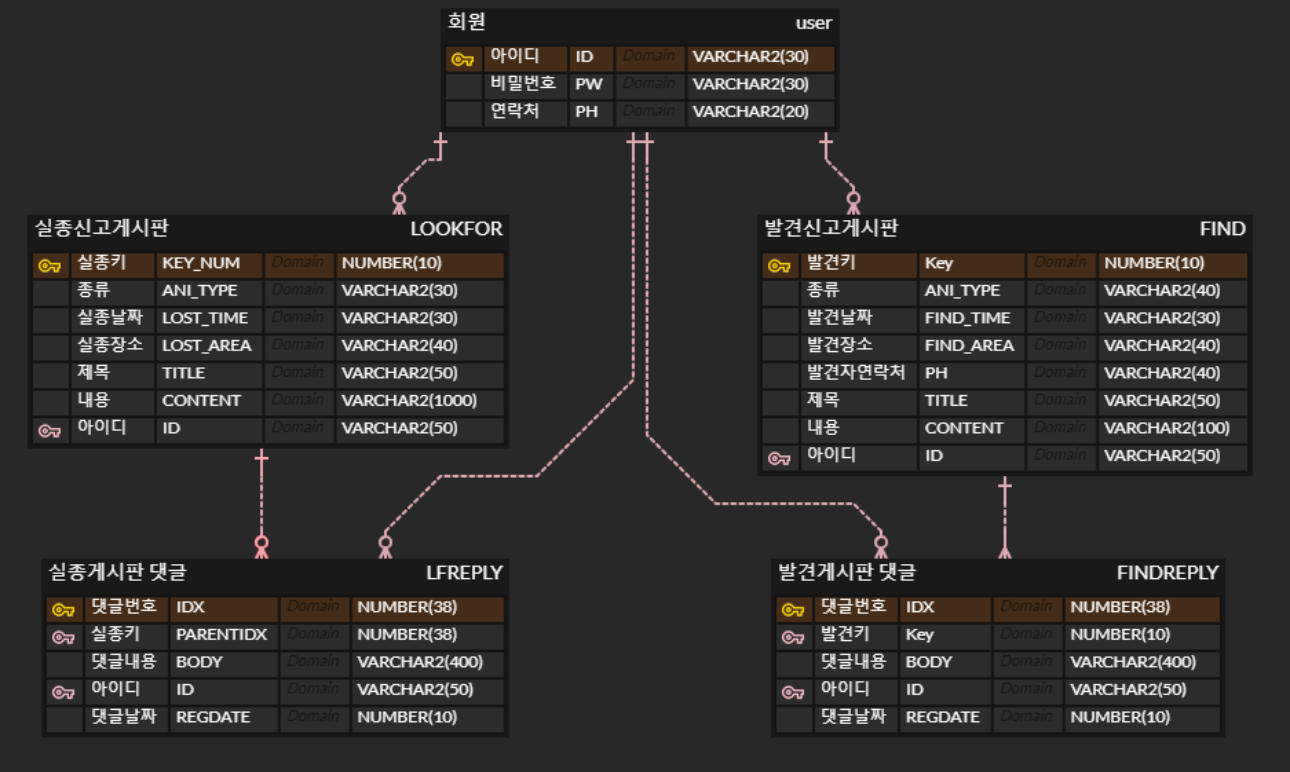 회원 user
아이디 ID Domain VARCHAR2(30)
비밀번호 PW Domain VARCHAR2(30)
연락처 PH Domain VARCHAR2(20)
실종신고게시판 LOOKFOR
실종키 KEY_NUM Domain NUMBER(10)
종류 ANI_TYPE Domain VARCHAR2(30)
실종날짜 LOST_TIME Domain VARCHAR2(30)
실종장소 LOST_AREA Domain VARCHAR2(40)
제목 TITLE Domain VARCHAR2(50)
내용 CONTENT Domain VARCHAR2(1000)
아이디 ID Domain VARCHAR2(50)
발견신고게시판 FIND
발견키 Key Domain NUMBER(10)
종류 ANI_TYPE Domain VARCHAR2(40)
발견날짜 FIND_TIME Domain VARCHAR2(30)
발견장소 FIND_AREA Domain VARCHAR2(40)
발견자연락처 PH Domain VARCHAR2(40)
제목 TITLE Domain VARCHAR2(50)
내용 CONTENT Domain VARCHAR2(100)
아이디 ID Domain VARCHAR2(50)
실종게시판 댓글 LFREPLY
댓글번호 IDX Domain NUMBER(38)
실종키 PARENTIDX Domain NUMBER(38)
댓글내용 BODY Domain VARCHAR2(400)
아이디 ID Domain VARCHAR2(50)
댓글날짜 REGDATE Domain NUMBER(10)
발견게시판 댓글 FINDREPLY
댓글번호 IDX Domain NUMBER(38)
발견키 Key Domain NUMBER(10)
댓글내용 BODY Domain VARCHAR2(400)
아이디 ID Domain VARCHAR2(50)
댓글날짜 REGDATE Domain NUMBER(10)